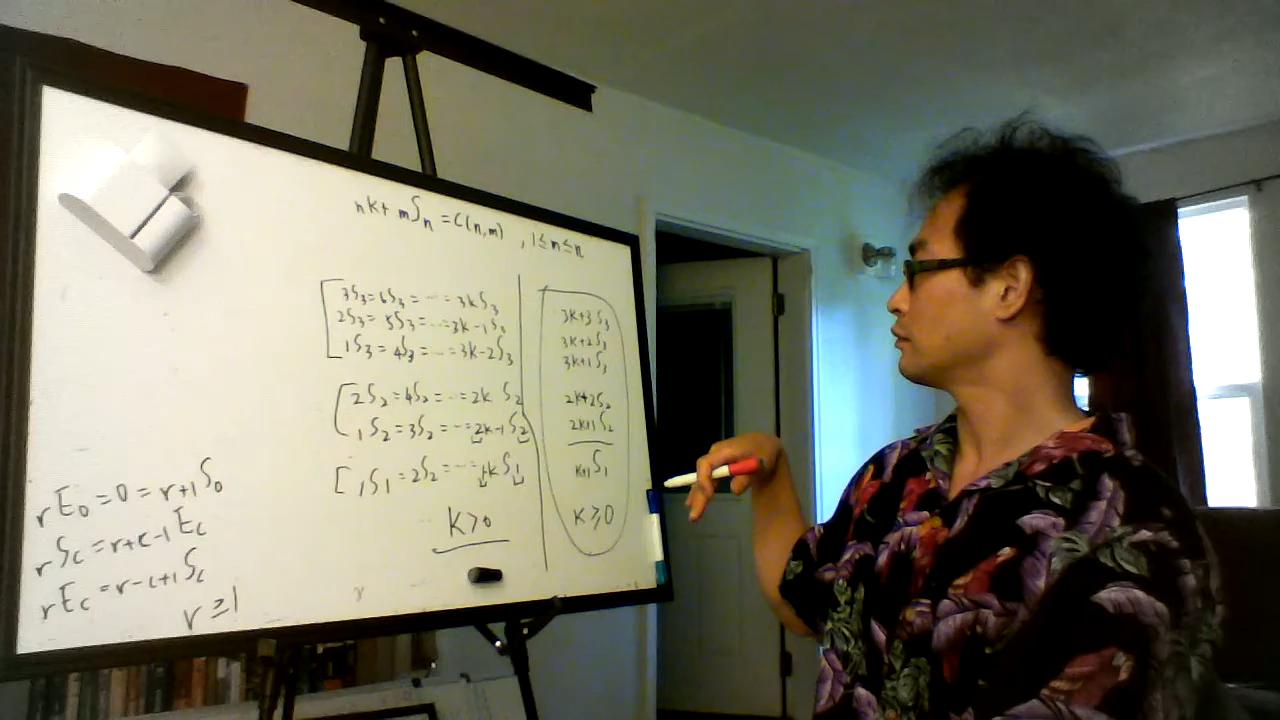 nK+mSn = C(n,m) , 1≤m≤n
3S3=6S3= ... = 3kS3
2S3= 5S3= ... =3k-1S3
1S3= 4S3= ... =3k-2S3
2S2=4S2= ... =2k S2
1S2=3S2= ... =2k-1S2
1S1=2S2= ... =1kS1
K>0
3k+3S3
3k+2S3
3k+1S3
2k+2S2
2k+1S2
k+1S1
K≥0
rE0=0=r+1S0
rSc=r+c-1Ec
rEc=r-c+1Sc
r≥1